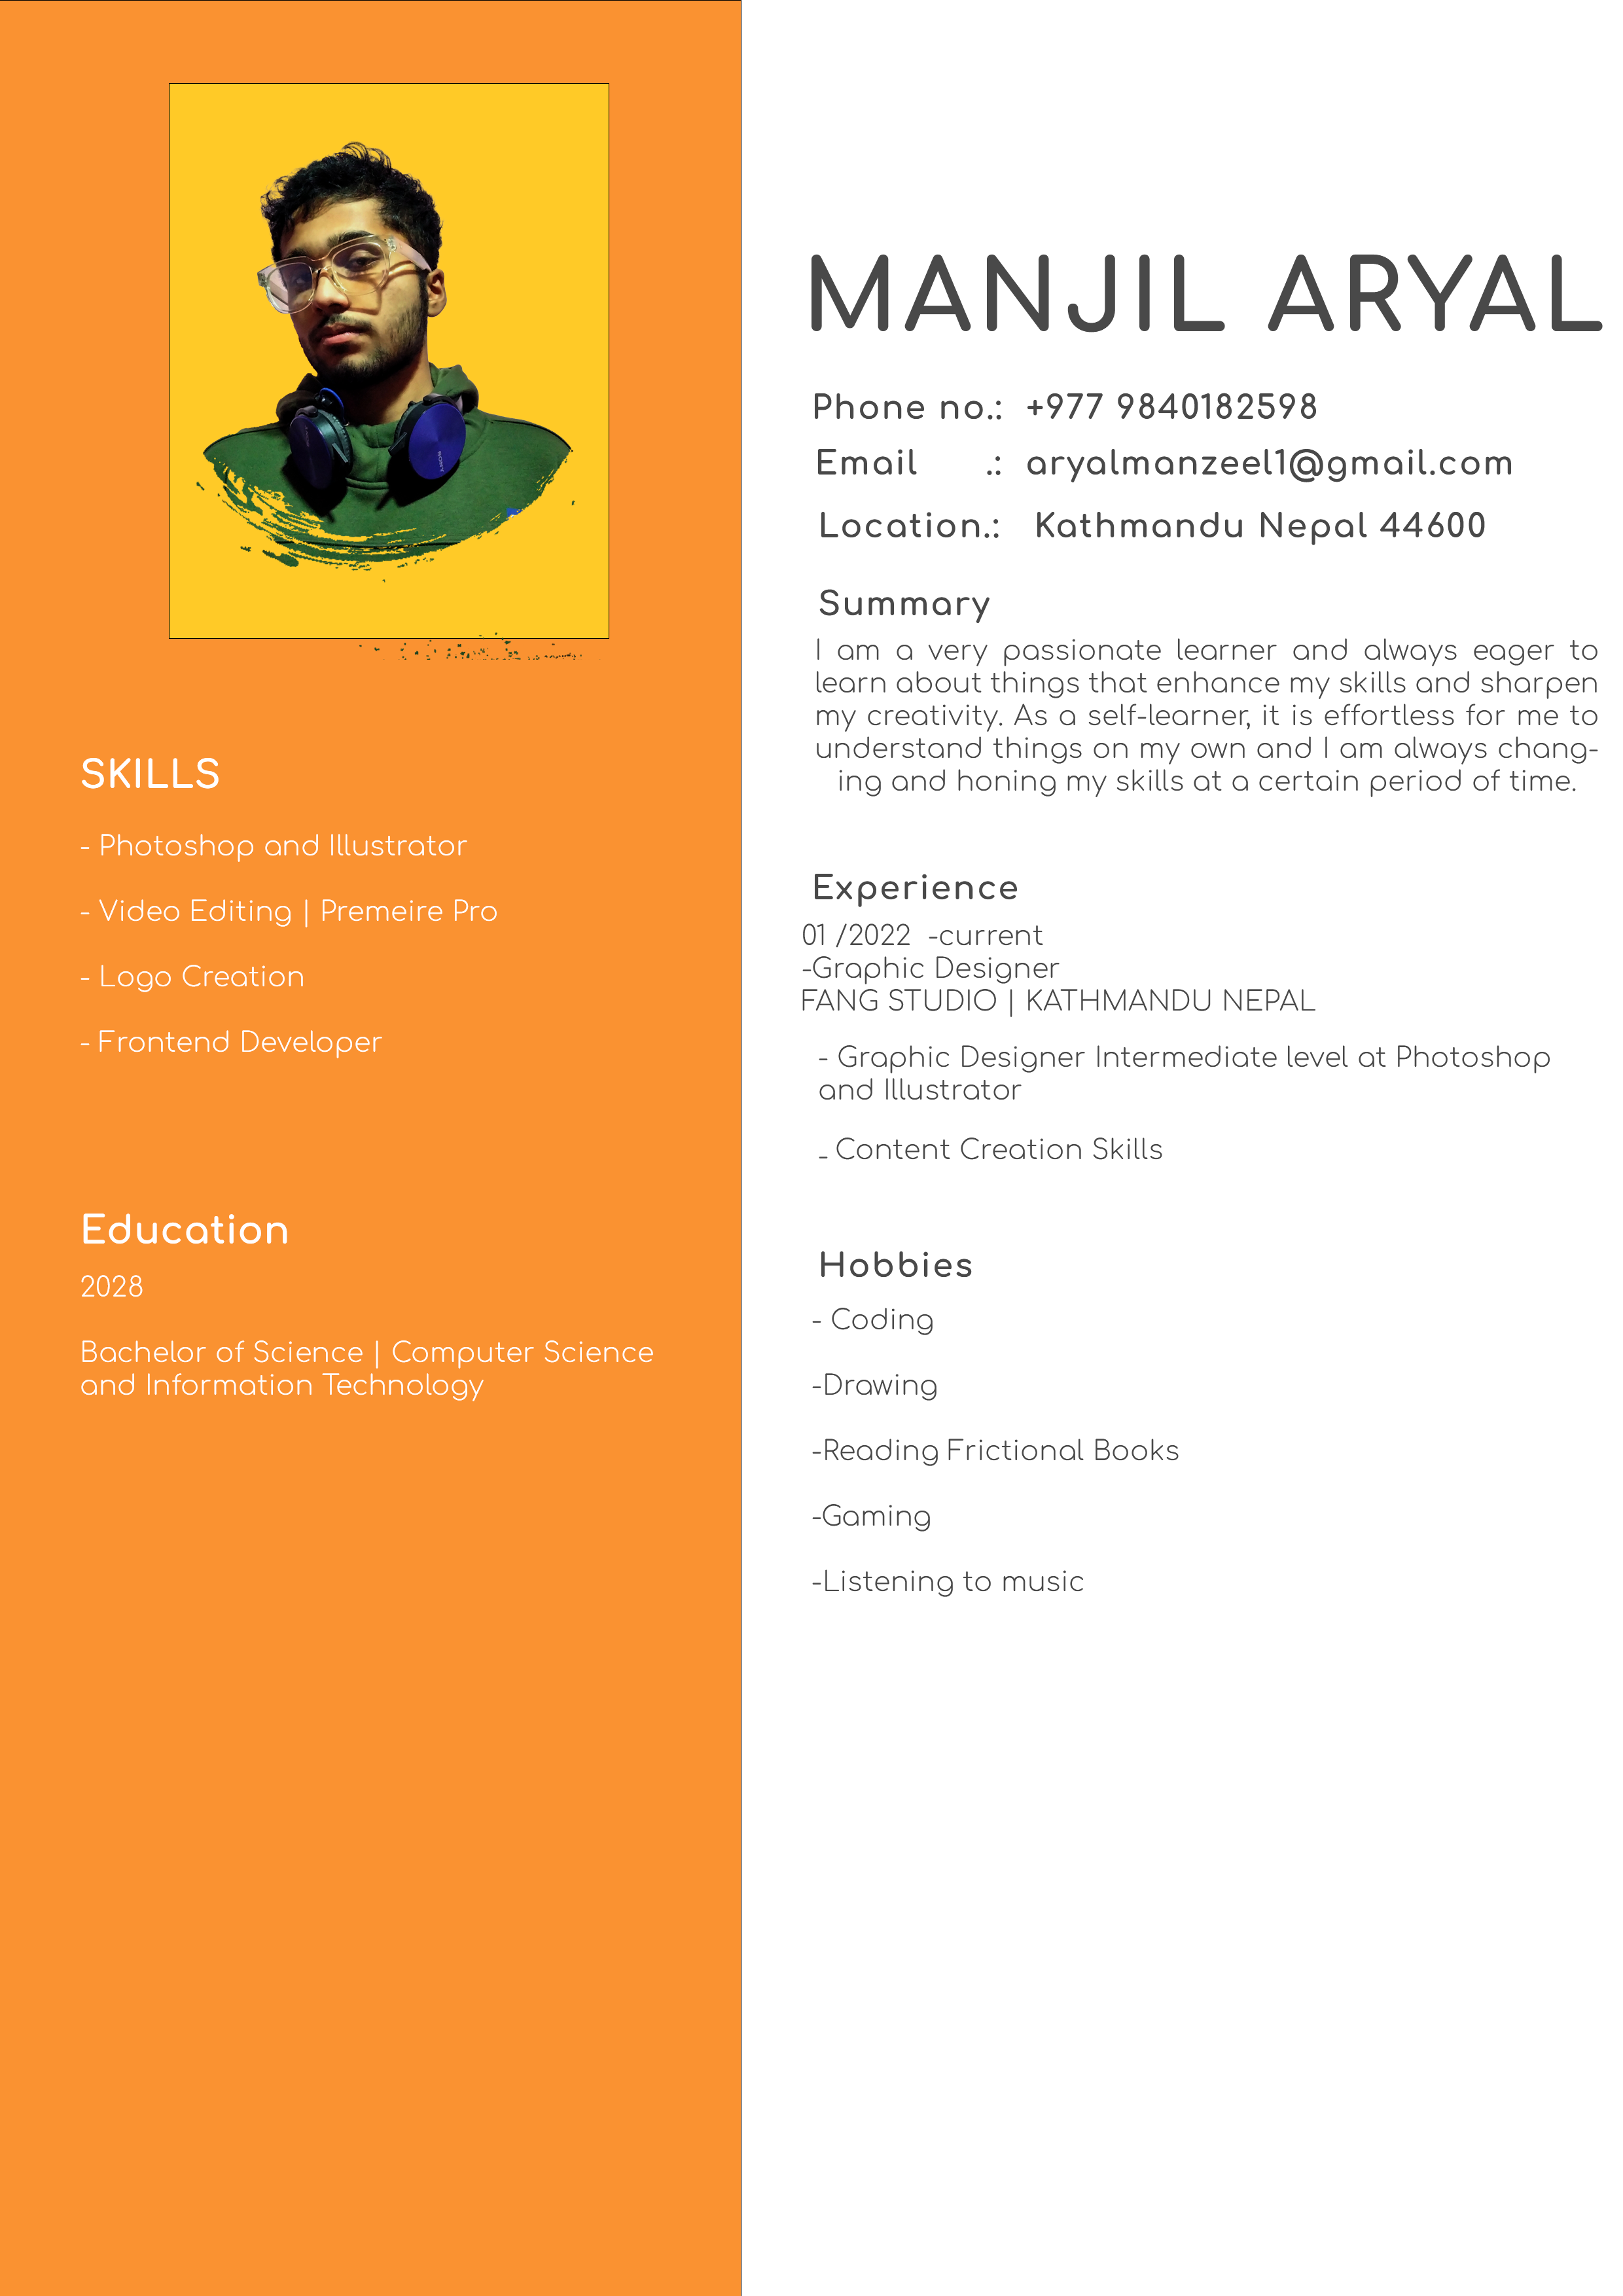 MANJIL ARYAL
Phone no.: +977 9840182598
Email .: aryalmanzeel1@gmail.com
Location.: Kathmandu Nepal 44600
Summary
I am a very passionate learner and always eager to
learn about things that enhance my skills and sharpen
my creativity. As a self-learner, it is effortless for me to
understand things on my own and I am always chang-
ing and honing my skills at a certain period of time.
Experience
01 /2022 -current
-Graphic Designer
FANG STUDIO | KATHMANDU NEPAL
- Graphic Designer Intermediate level at Photoshop
and Illustrator
- Content Creation Skills
Hobbies
- Coding
-Drawing
-Reading Frictional Books
-Gaming
-Listening to music
SKILLS
- Photoshop and Illustrator
- Video Editing | Premeire Pro
- Logo Creation
- Frontend Developer
Education
2028
Bachelor of Science | Computer Science
and Information Technology
SONY